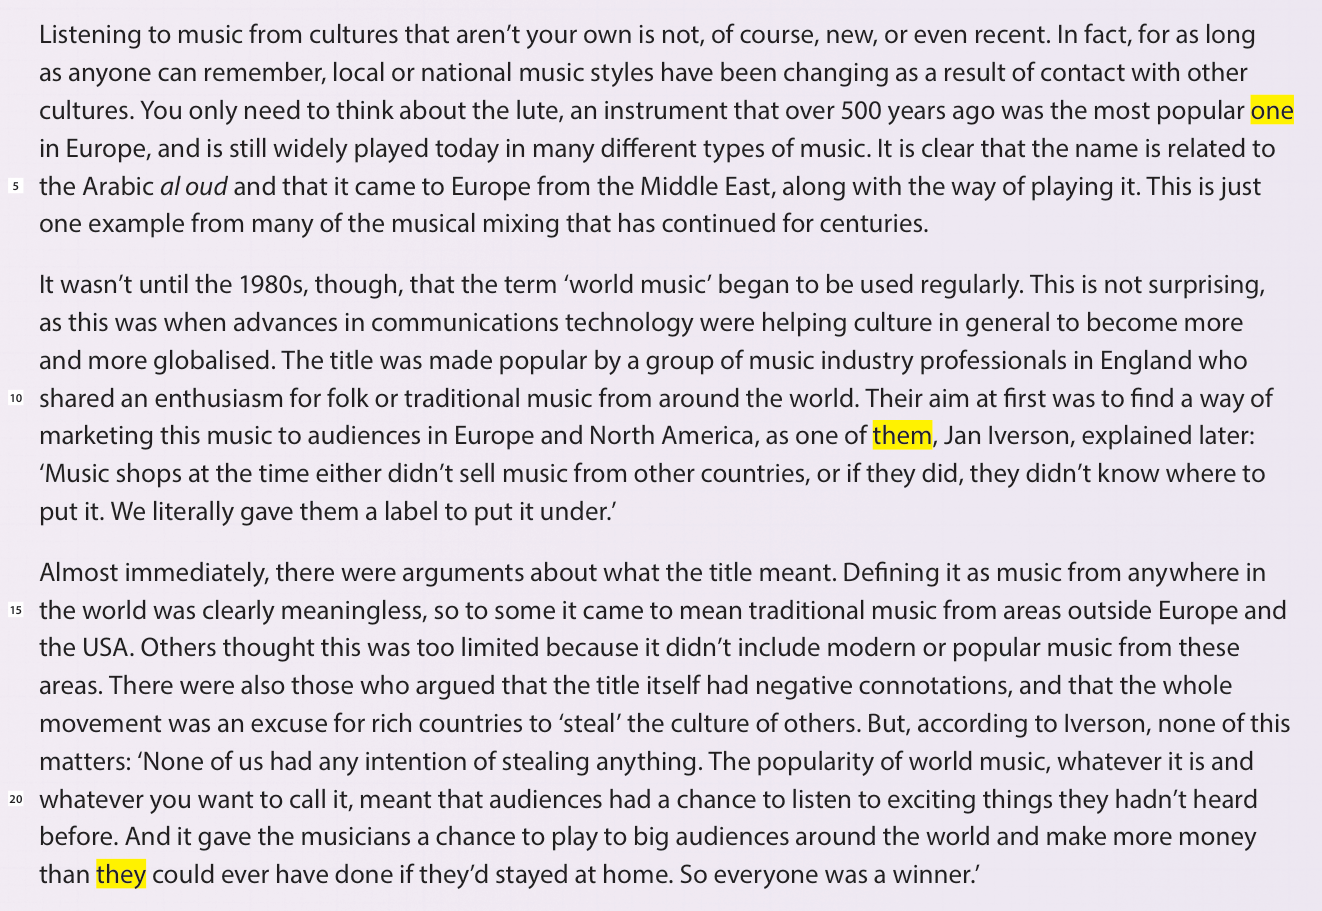 Listening to music from cultures that aren’t your own is not, of course, new, or even recent. In fact, for as long
as anyone can remember, local or national music styles have been changing as a result of contact with other
cultures. You only need to think about the lute, an instrument that over 500 years ago was the most popular one
in Europe, and is still widely played today in many different types of music. It is clear that the name is related to
5 the Arabic al oud and that it came to Europe from the Middle East, along with the way of playing it. This is just
one example from many of the musical mixing that has continued for centuries.
It wasn’t until the 1980s, though, that the term ‘world music’ began to be used regularly. This is not surprising,
as this was when advances in communications technology were helping culture in general to become more
and more globalised. The title was made popular by a group of music industry professionals in England who
10 shared an enthusiasm for folk or traditional music from around the world. Their aim at first was to find a way of
marketing this music to audiences in Europe and North America, as one of them, Jan Iverson, explained later:
‘Music shops at the time either didn’t sell music from other countries, or if they did, they didn’t know where to
put it. We literally gave them a label to put it under.’
Almost immediately, there were arguments about what the title meant. Defining it as music from anywhere in
15 the world was clearly meaningless, so to some it came to mean traditional music from areas outside Europe and
the USA. Others thought this was too limited because it didn’t include modern or popular music from these
areas. There were also those who argued that the title itself had negative connotations, and that the whole
movement was an excuse for rich countries to ‘steal’ the culture of others. But, according to Iverson, none of this
matters: ‘None of us had any intention of stealing anything. The popularity of world music, whatever it is and
20 whatever you want to call it, meant that audiences had a chance to listen to exciting things they hadn’t heard
before. And it gave the musicians a chance to play to big audiences around the world and make more money
than they could ever have done if they’d stayed at home. So everyone was a winner.’